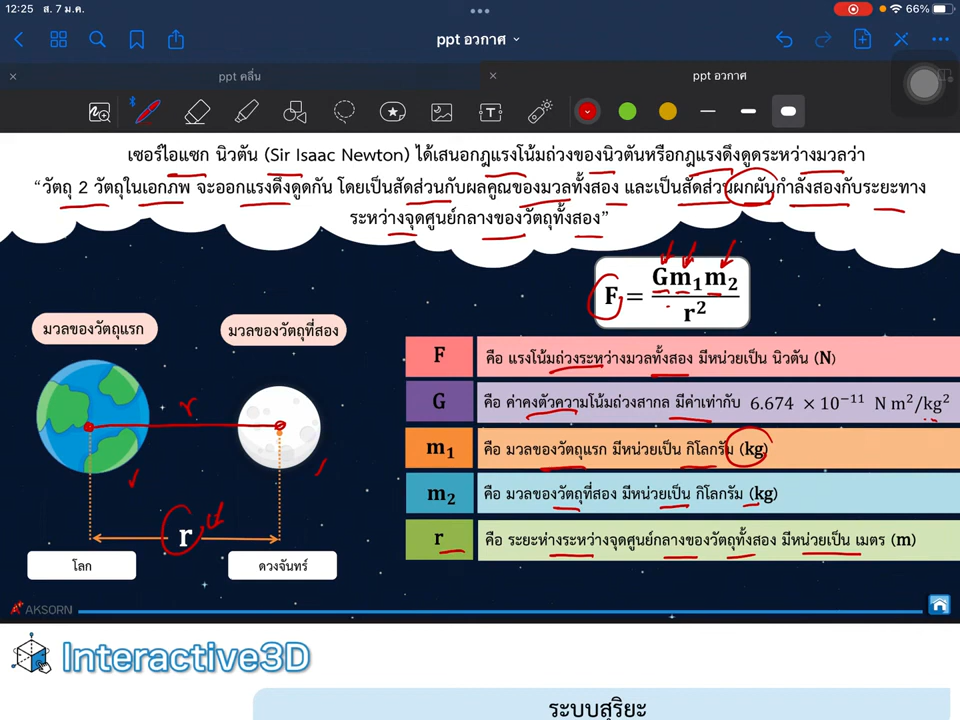 12:25 ส. 7 ม.ค.
66%
ppt อวกาศ
ppt คลื่น
ppt อวกาศ
เซอร์ไอแซก นิวตัน (Sir Isaac Newton) ได้เสนอกฎแรงโน้มถ่วงของนิวตันหรือกฎแรงดึงดูดระหว่างมวลว่า
“วัตถุ 2 วัตถุในเอกภพ จะออกแรงดึงดูดกัน โดยเป็นสัดส่วนกับผลคูณของมวลทั้งสอง และเป็นสัดส่วนผกผันกำลังสองกับระยะทาง
ระหว่างจุดศูนย์กลางของวัตถุทั้งสอง”
F = Gm₁m₂ / r²
มวลของวัตถุแรก
มวลของวัตถุที่สอง
r
r
โลก
ดวงจันทร์
F คือ แรงโน้มถ่วงระหว่างมวลทั้งสอง มีหน่วยเป็น นิวตัน (N)
G คือ ค่าคงตัวความโน้มถ่วงสากล มีค่าเท่ากับ 6.674 × 10⁻¹¹ N m²/kg²
m₁ คือ มวลของวัตถุแรก มีหน่วยเป็น กิโลกรัม (kg)
m₂ คือ มวลของวัตถุที่สอง มีหน่วยเป็น กิโลกรัม (kg)
r คือ ระยะห่างระหว่างจุดศูนย์กลางของวัตถุทั้งสอง มีหน่วยเป็น เมตร (m)
AKSORN
Interactive3D
ระบบสุริยะ